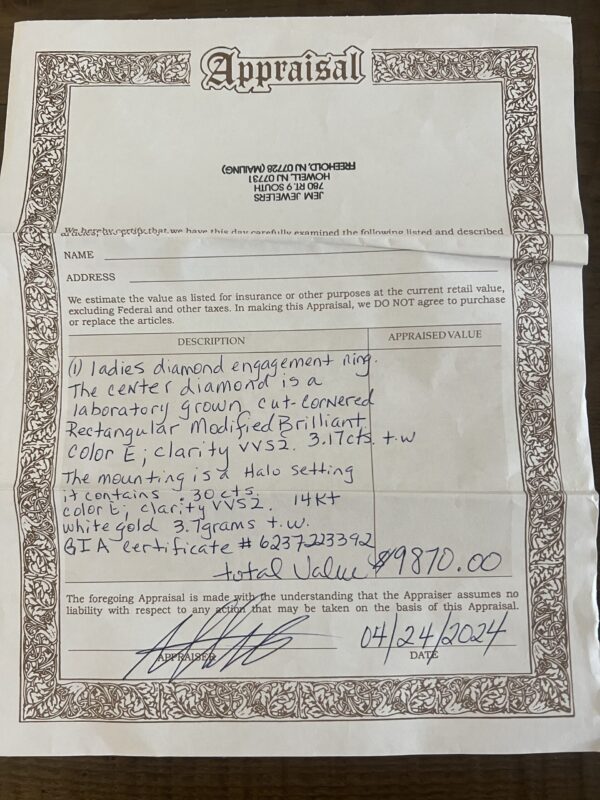 Appraisal
JEM JEWELERS
780 RT. 9 SOUTH
HOWELL, NJ 07731
FREEHOLD, NJ 07728 (MAILING)
We hereby certify that we have this day carefully examined the following listed and described
NAME
ADDRESS
We estimate the value as listed for insurance or other purposes at the current retail value,
excluding Federal and other taxes. In making this Appraisal, we DO NOT agree to purchase
or replace the articles.
DESCRIPTION
APPRAISED VALUE
(1) ladies diamond engagement ring.
The center diamond is a
laboratory grown cut-cornered
Rectangular Modified Brilliant
color E; clarity VVS2. 3.17cts. t.w
The mounting is a Halo setting
it contains .30 cts.
color E; clarity VVS2. 14Kt
white gold 3.7grams t.w.
GIA certificate # 6237223392
total Value $9870.00
The foregoing Appraisal is made with the understanding that the Appraiser assumes no
liability with respect to any action that may be taken on the basis of this Appraisal.
04/24/2024
APPRAISER
DATE